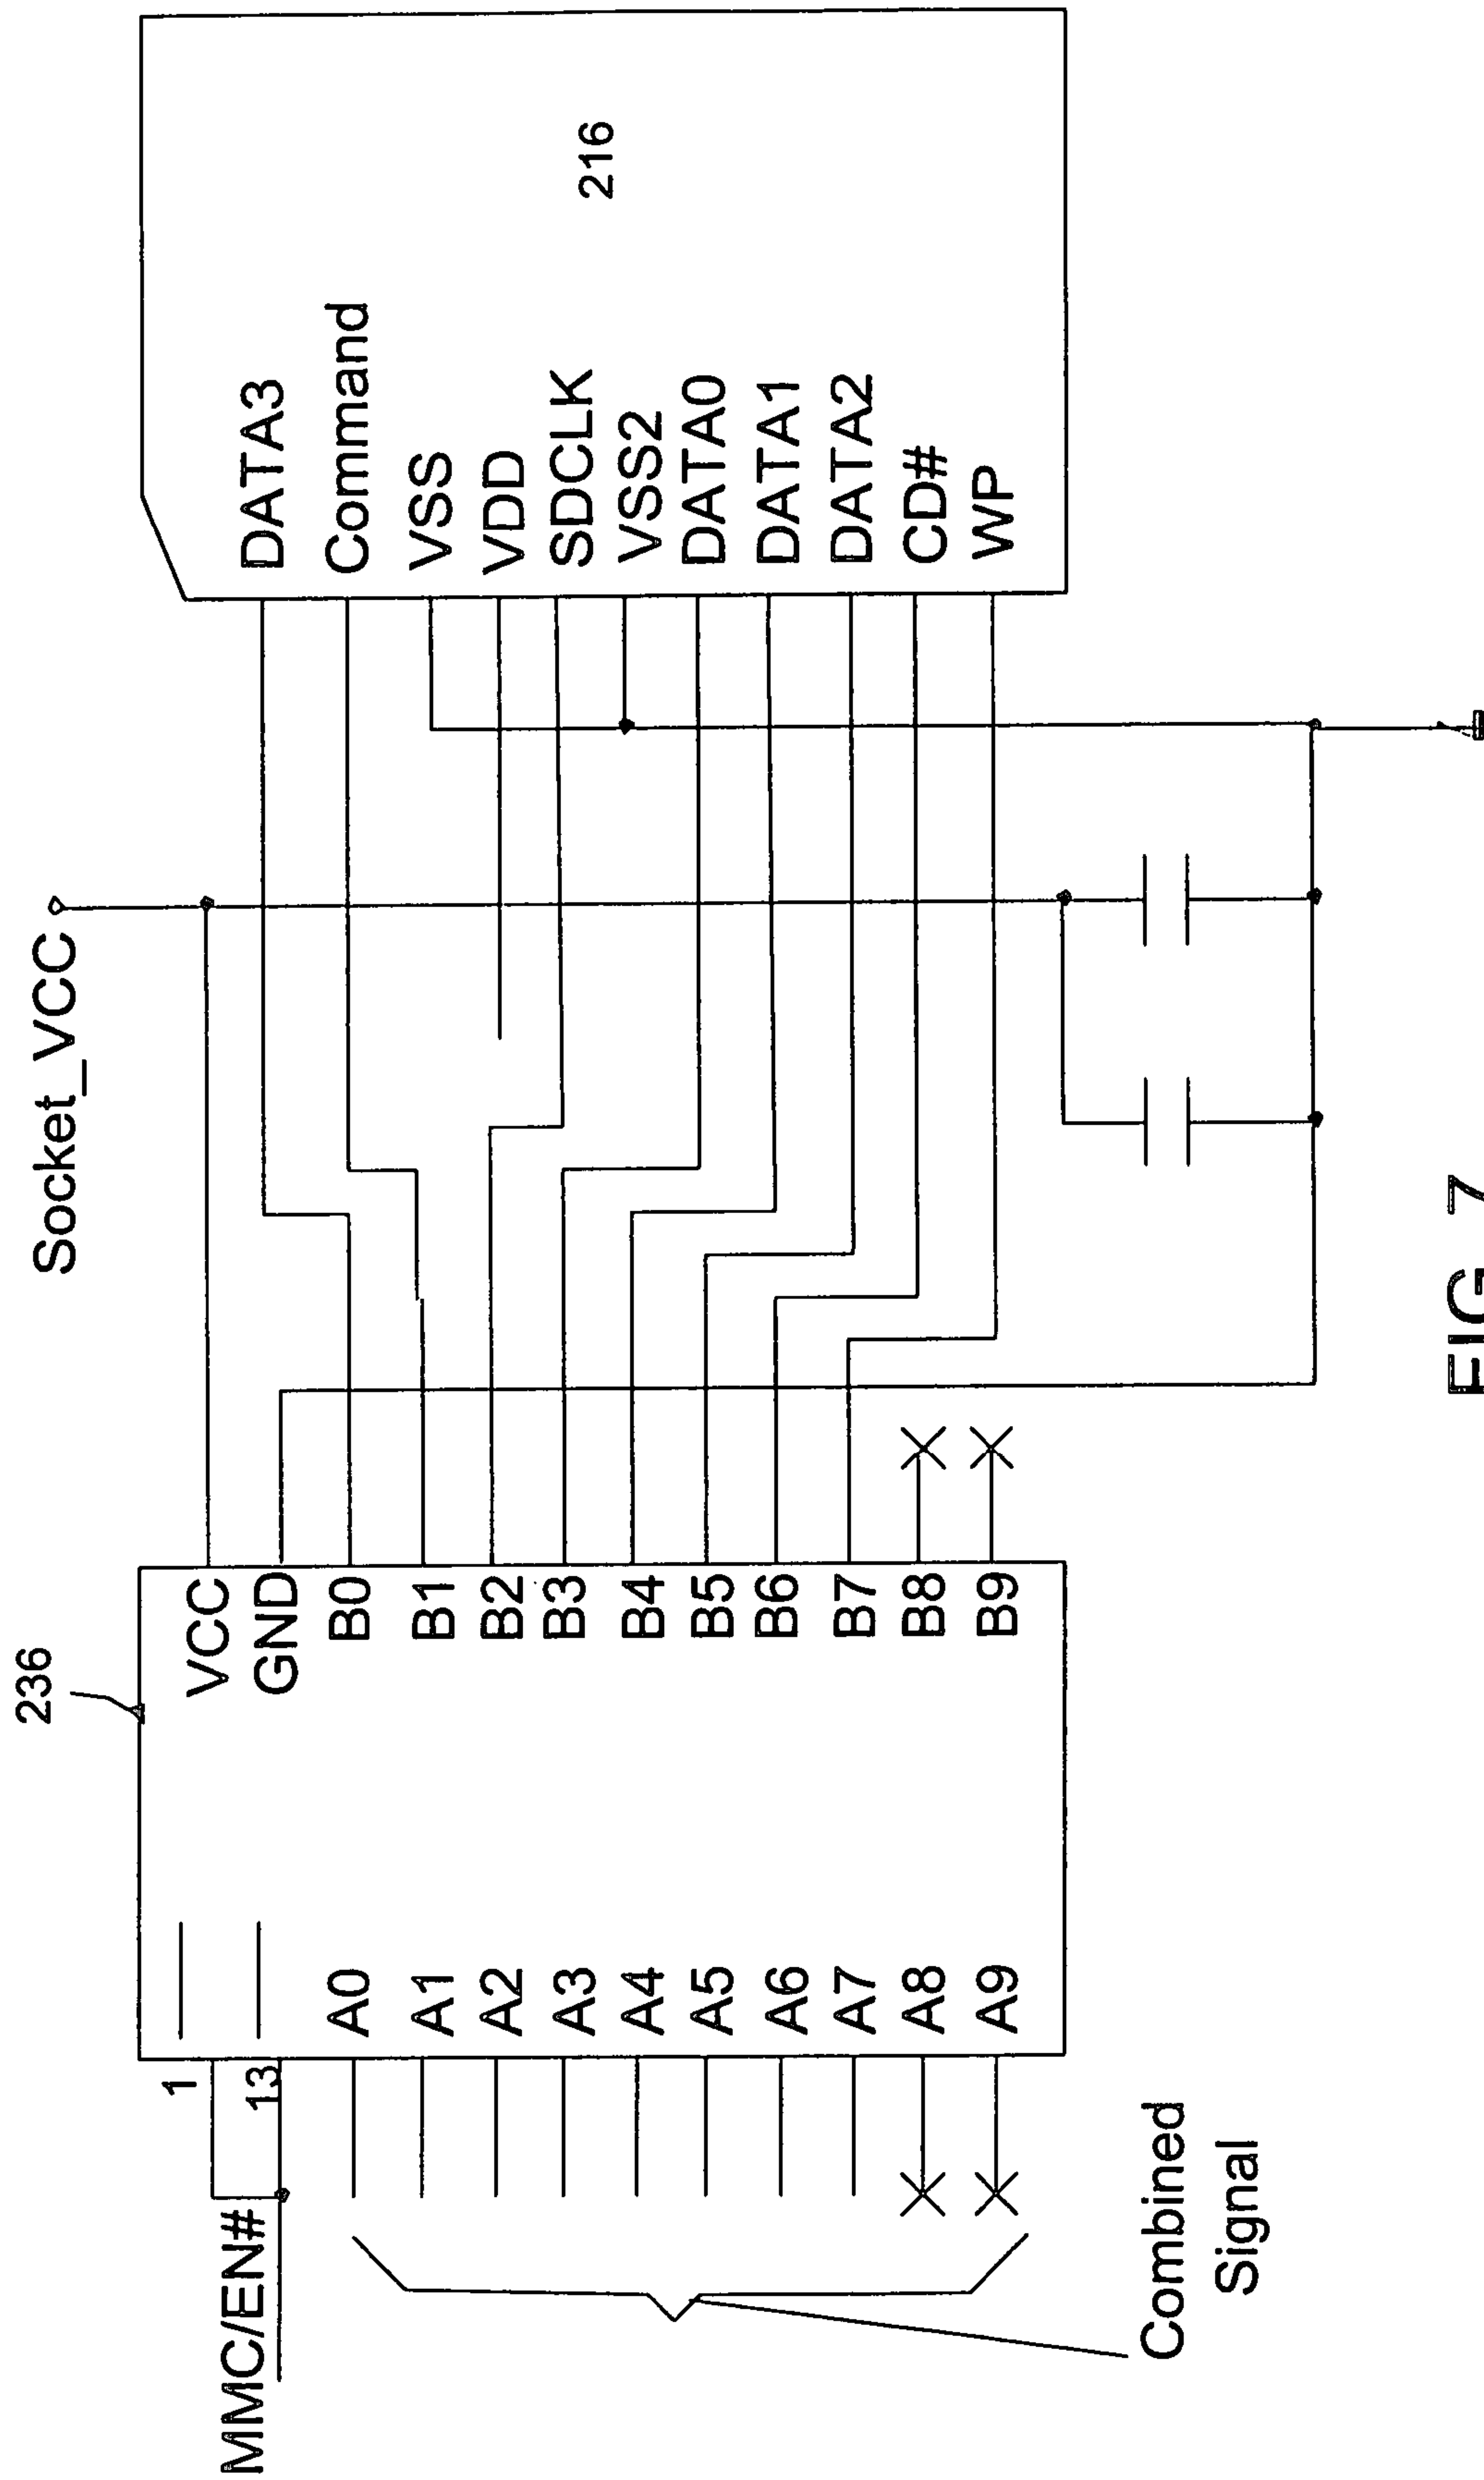 Socket_VCC
236
MMC/EN#
1
13
A0
A1
A2
A3
A4
A5
A6
A7
A8
A9
VCC
GND
B0
B1
B2
B3
B4
B5
B6
B7
B8
B9
DATA3
Command
VSS
VDD
SDCLK
VSS2
DATA0
DATA1
DATA2
CD#
WP
216
Combined
Signal
FIG. 7